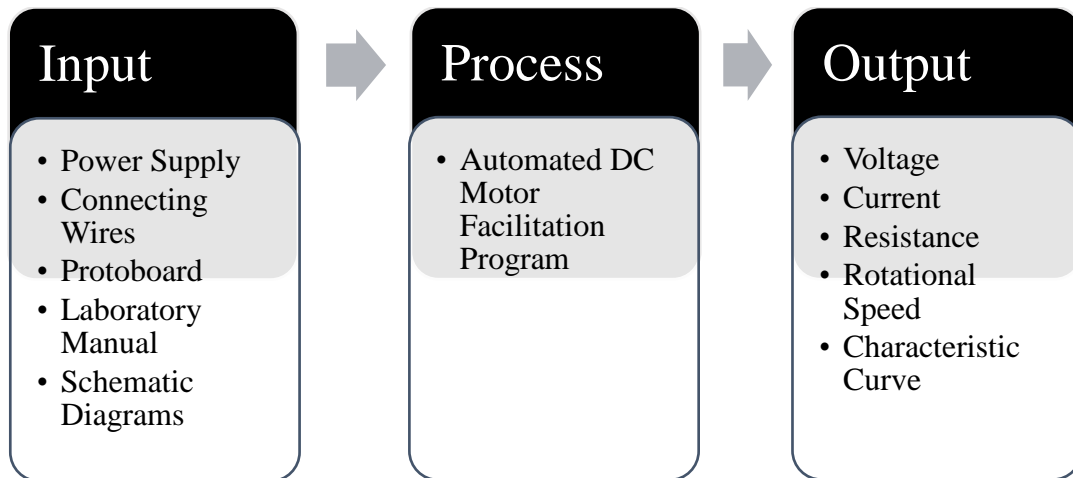 Input
• Power Supply
• Connecting
Wires
• Protoboard
• Laboratory
Manual
• Schematic
Diagrams
Process
• Automated DC
Motor
Facilitation
Program
Output
• Voltage
• Current
• Resistance
• Rotational
Speed
• Characteristic
Curve